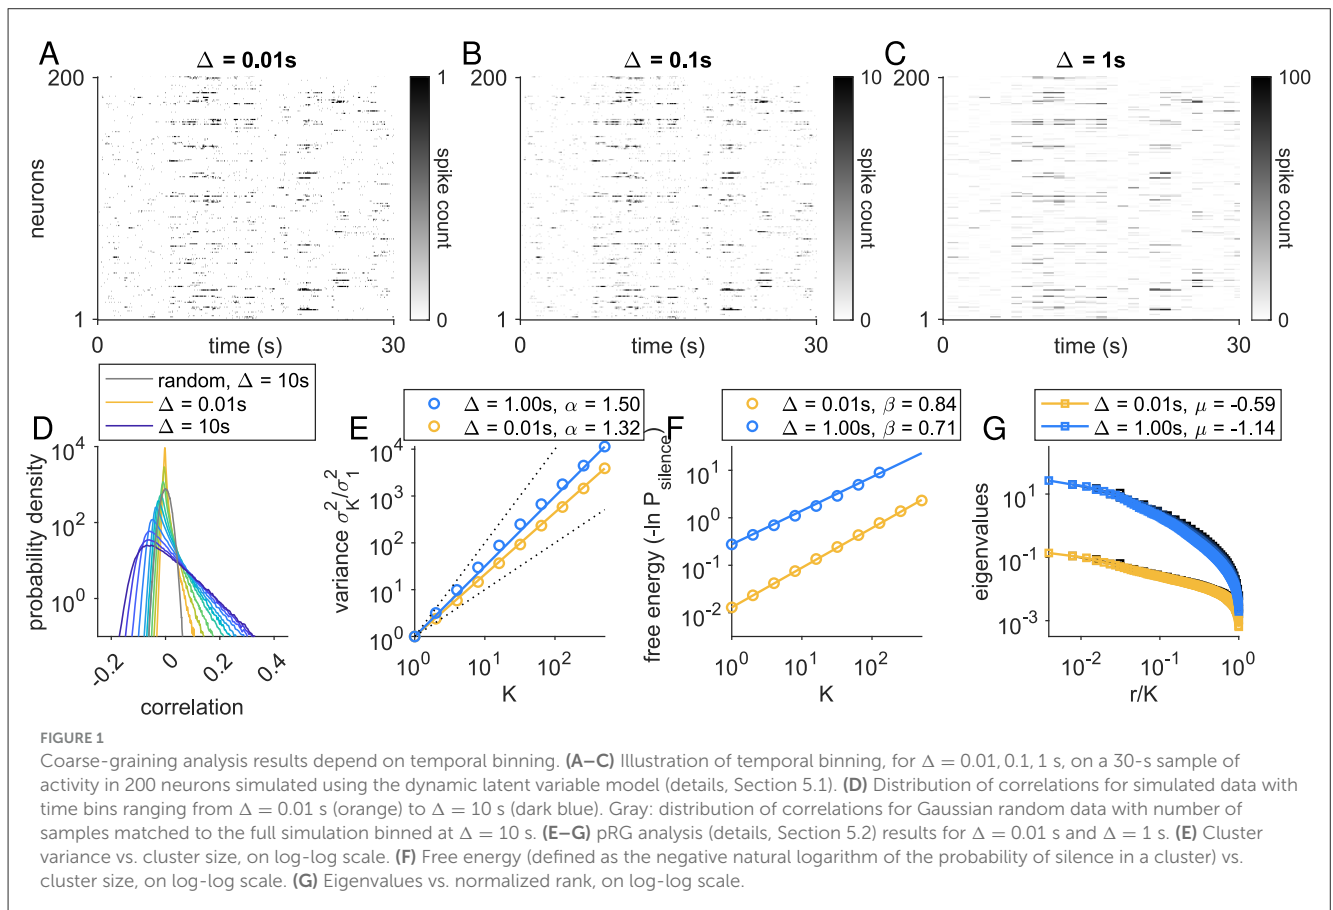 A
Δ = 0.01s
200
neurons
1
0
time (s)
30
1
spike count
0
B
Δ = 0.1s
200
1
0
time (s)
30
10
spike count
0
C
Δ = 1s
200
1
0
time (s)
30
100
spike count
0
D
random, Δ = 10s
Δ = 0.01s
Δ = 10s
probability density
10^4
10^2
10^0
-0.2
0
0.2
0.4
correlation
E
Δ = 1.00s, α = 1.50
Δ = 0.01s, α = 1.32
variance σ_K^2/σ_1^2
10^4
10^3
10^2
10^1
10^0
10^0
10^1
10^2
K
F
Δ = 0.01s, β = 0.84
Δ = 1.00s, β = 0.71
free energy (-ln P_silence)
10^1
10^0
10^-1
10^-2
10^0
10^1
10^2
K
G
Δ = 0.01s, μ = -0.59
Δ = 1.00s, μ = -1.14
eigenvalues
10^1
10^-1
10^-3
10^-2
10^-1
10^0
r/K
FIGURE 1
Coarse-graining analysis results depend on temporal binning. (A–C) Illustration of temporal binning, for Δ = 0.01, 0.1, 1 s, on a 30-s sample of
activity in 200 neurons simulated using the dynamic latent variable model (details, Section 5.1). (D) Distribution of correlations for simulated data with
time bins ranging from Δ = 0.01 s (orange) to Δ = 10 s (dark blue). Gray: distribution of correlations for Gaussian random data with number of
samples matched to the full simulation binned at Δ = 10 s. (E–G) pRG analysis (details, Section 5.2) results for Δ = 0.01 s and Δ = 1 s. (E) Cluster
variance vs. cluster size, on log-log scale. (F) Free energy (defined as the negative natural logarithm of the probability of silence in a cluster) vs.
cluster size, on log-log scale. (G) Eigenvalues vs. normalized rank, on log-log scale.